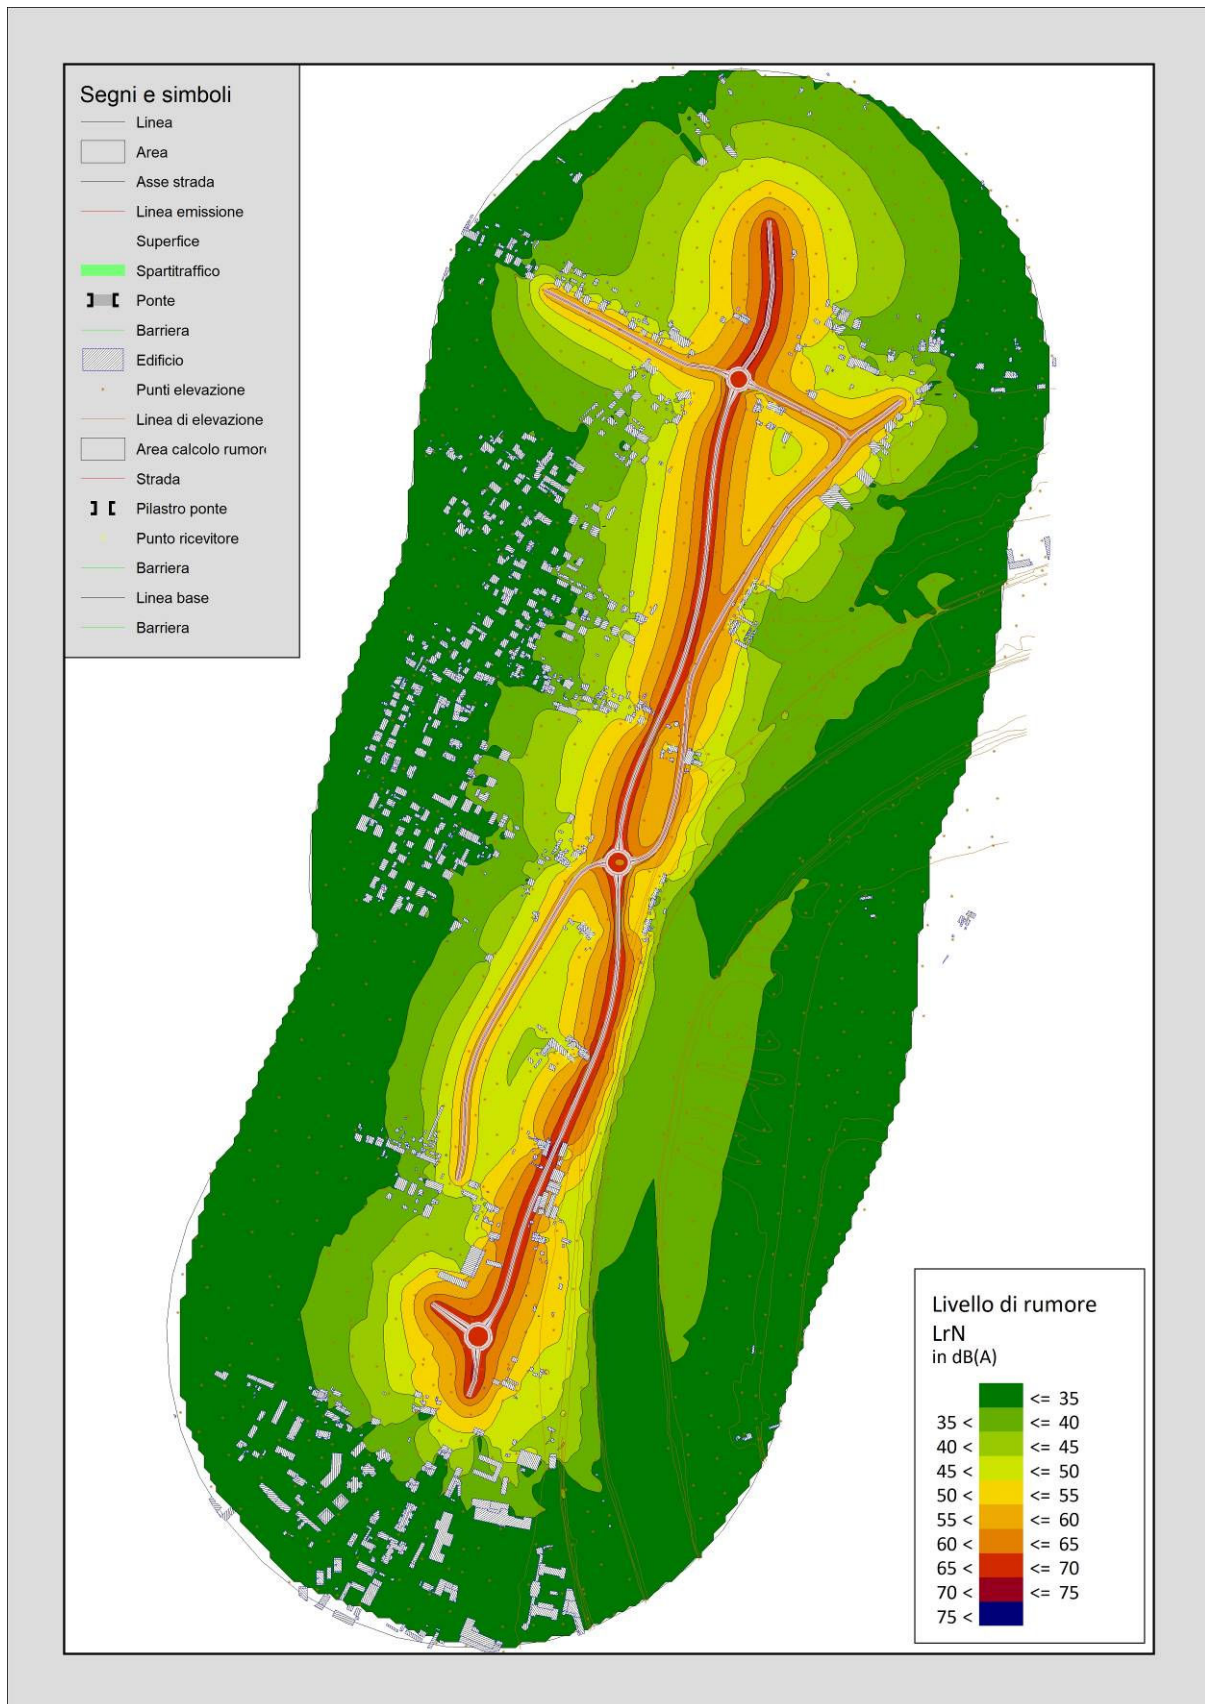 Segni e simboli
Linea
Area
Asse strada
Linea emissione
Superfice
Spartitraffico
Ponte
Barriera
Edificio
Punti elevazione
Linea di elevazione
Area calcolo rumor
Strada
Pilastro ponte
Punto ricevitore
Barriera
Linea base
Barriera
Livello di rumore
LrN
in dB(A)
<= 35
35 < <= 40
40 < <= 45
45 < <= 50
50 < <= 55
55 < <= 60
60 < <= 65
65 < <= 70
70 < <= 75
75 <